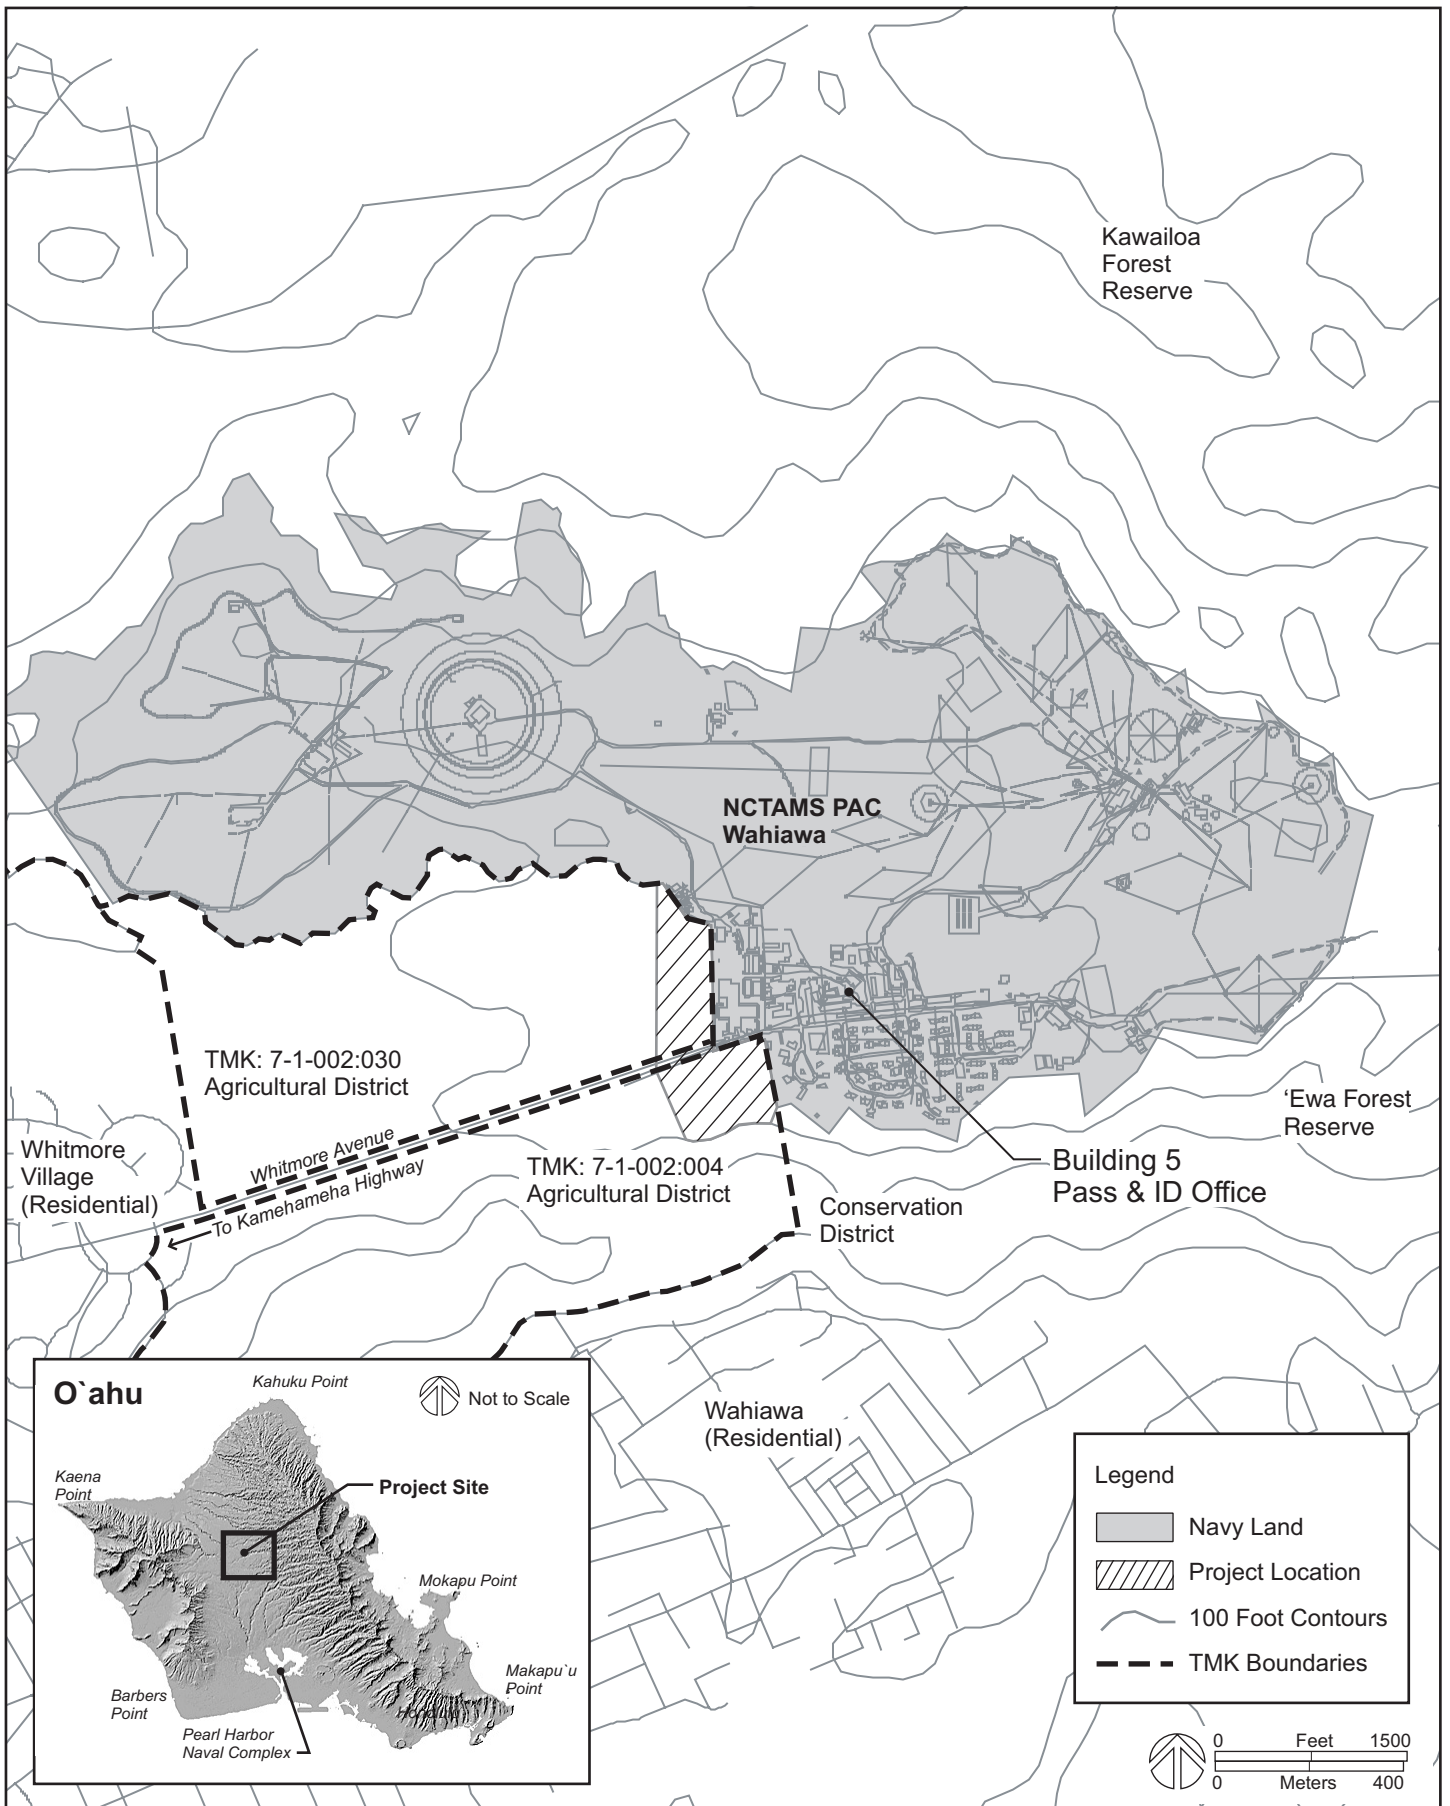 Kawailoa
Forest
Reserve
NCTAMS PAC
Wahiawa
TMK: 7-1-002:030
Agricultural District
Whitmore
Village
(Residential)
Whitmore Avenue
To Kamehameha Highway
TMK: 7-1-002:004
Agricultural District
‘Ewa Forest
Reserve
Building 5
Pass & ID Office
Conservation
District
Wahiawa
(Residential)
O`ahu
Kahuku Point
Not to Scale
Kaena
Point
Project Site
Mokapu Point
Makapu`u
Point
Barbers
Point
Honolulu
Pearl Harbor
Naval Complex
Legend
Navy Land
Project Location
100 Foot Contours
TMK Boundaries
0 Feet 1500
0 Meters 400